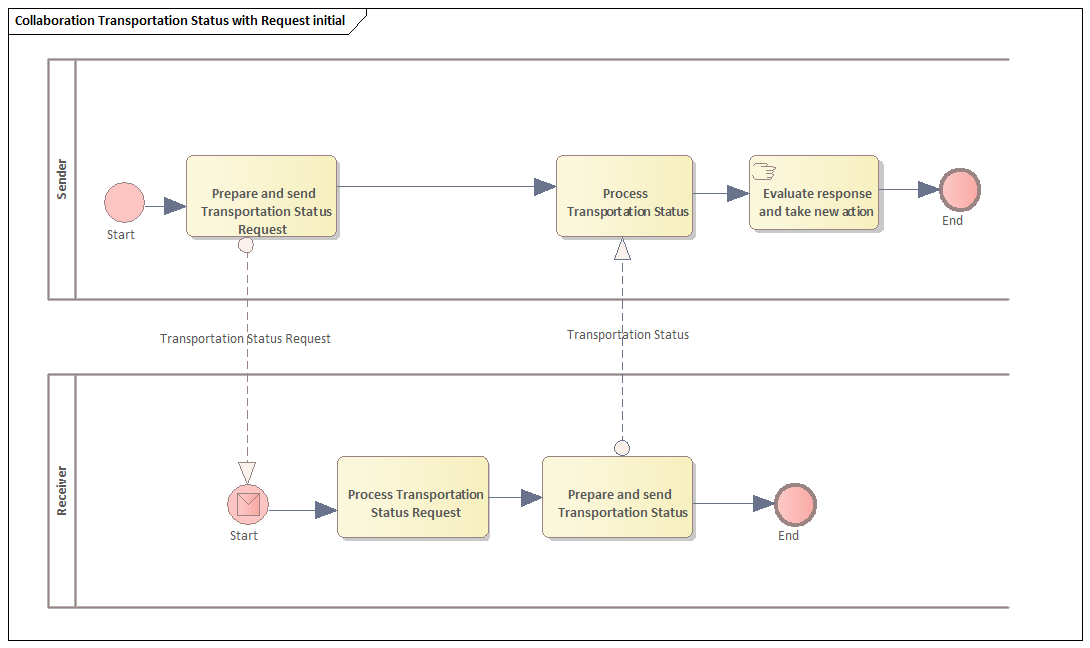 Collaboration Transportation Status with Request initial
Sender
Start
Prepare and send
Transportation Status
Request
Process
Transportation Status
Evaluate response
and take new action
End
Transportation Status Request
Transportation Status
Receiver
Start
Process Transportation
Status Request
Prepare and send
Transportation Status
End